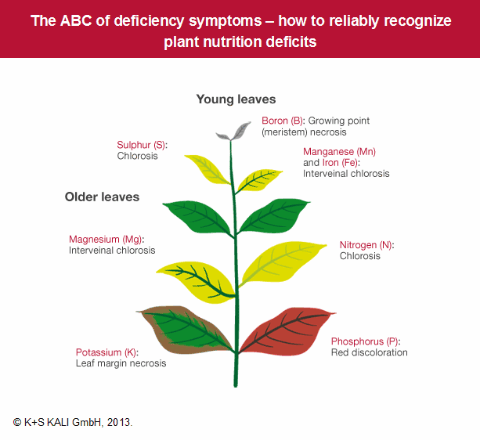 The ABC of deficiency symptoms – how to reliably recognize
plant nutrition deficits
Young leaves
Boron (B): Growing point
(meristem) necrosis
Sulphur (S):
Chlorosis
Manganese (Mn)
and Iron (Fe):
Interveinal chlorosis
Older leaves
Magnesium (Mg):
Interveinal chlorosis
Nitrogen (N):
Chlorosis
Potassium (K):
Leaf margin necrosis
Phosphorus (P):
Red discoloration
© K+S KALI GmbH, 2013.